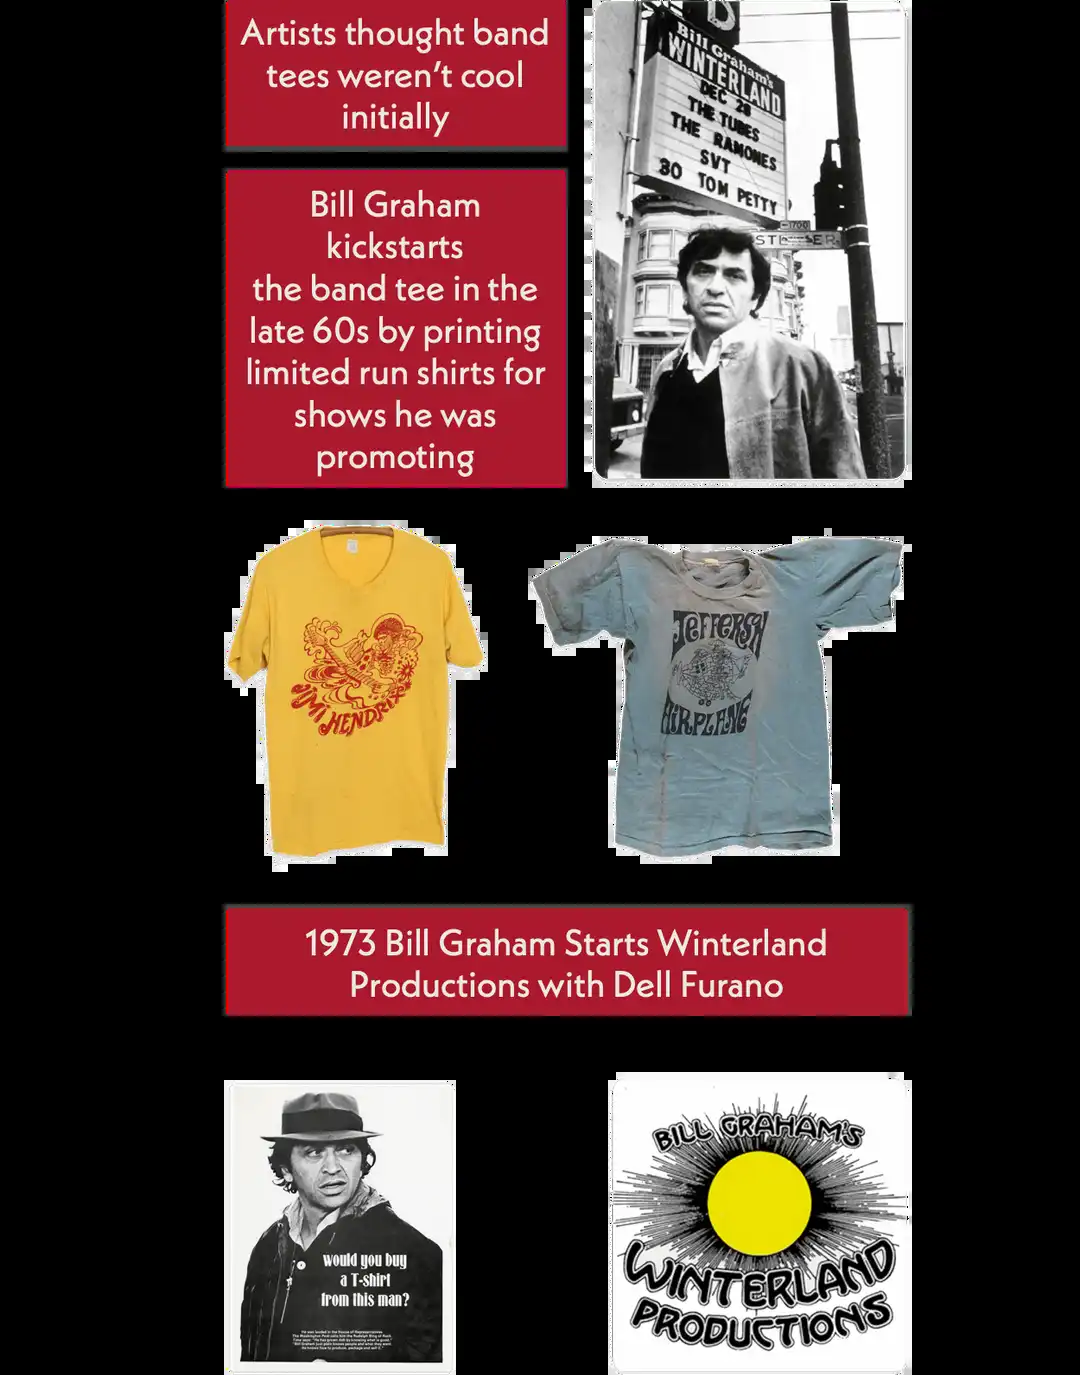 Artists thought band
tees weren't cool
initially
Bill Graham
kickstarts
the band tee in the
late 60s by printing
limited run shirts for
shows he was
promoting
Bill Graham's
WINTERLAND
DEC 28
THE TUBES
THE RAMONES
SVT
30 TOM PETTY
1700
JIMI HENDRIX
JEFFERSN
AIRPLANE
1973 Bill Graham Starts Winterland
Productions with Dell Furano
would you buy
a T-shirt
from this man?
BILL GRAHAM'S
WINTERLAND
PRODUCTIONS